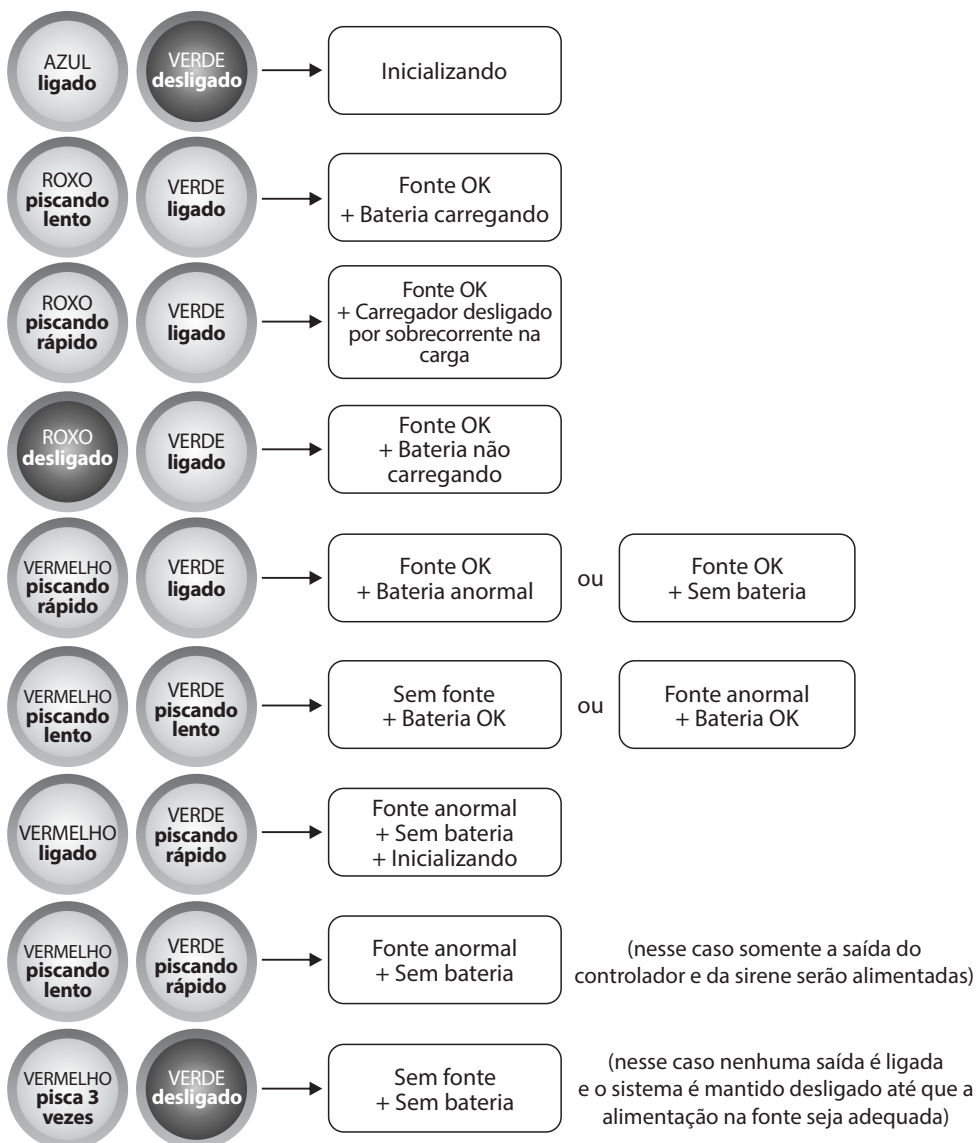 AZUL
ligado
VERDE
desligado
Inicializando
ROXO
piscando
lento
VERDE
ligado
Fonte OK
+ Bateria carregando
ROXO
piscando
rápido
VERDE
ligado
Fonte OK
+ Carregador desligado
por sobrecorrente na
carga
ROXO
desligado
VERDE
ligado
Fonte OK
+ Bateria não
carregando
VERMELHO
piscando
rápido
VERDE
ligado
Fonte OK
+ Bateria anormal
ou
Fonte OK
+ Sem bateria
VERMELHO
piscando
lento
VERDE
piscando
lento
Sem fonte
+ Bateria OK
ou
Fonte anormal
+ Bateria OK
VERMELHO
ligado
VERDE
piscando
rápido
Fonte anormal
+ Sem bateria
+ Inicializando
VERMELHO
piscando
lento
VERDE
piscando
rápido
Fonte anormal
+ Sem bateria
(nesse caso somente a saída do
controlador e da sirene serão alimentadas)
VERMELHO
pisca 3
vezes
VERDE
desligado
Sem fonte
+ Sem bateria
(nesse caso nenhuma saída é ligada
e o sistema é mantido desligado até que a
alimentação na fonte seja adequada)